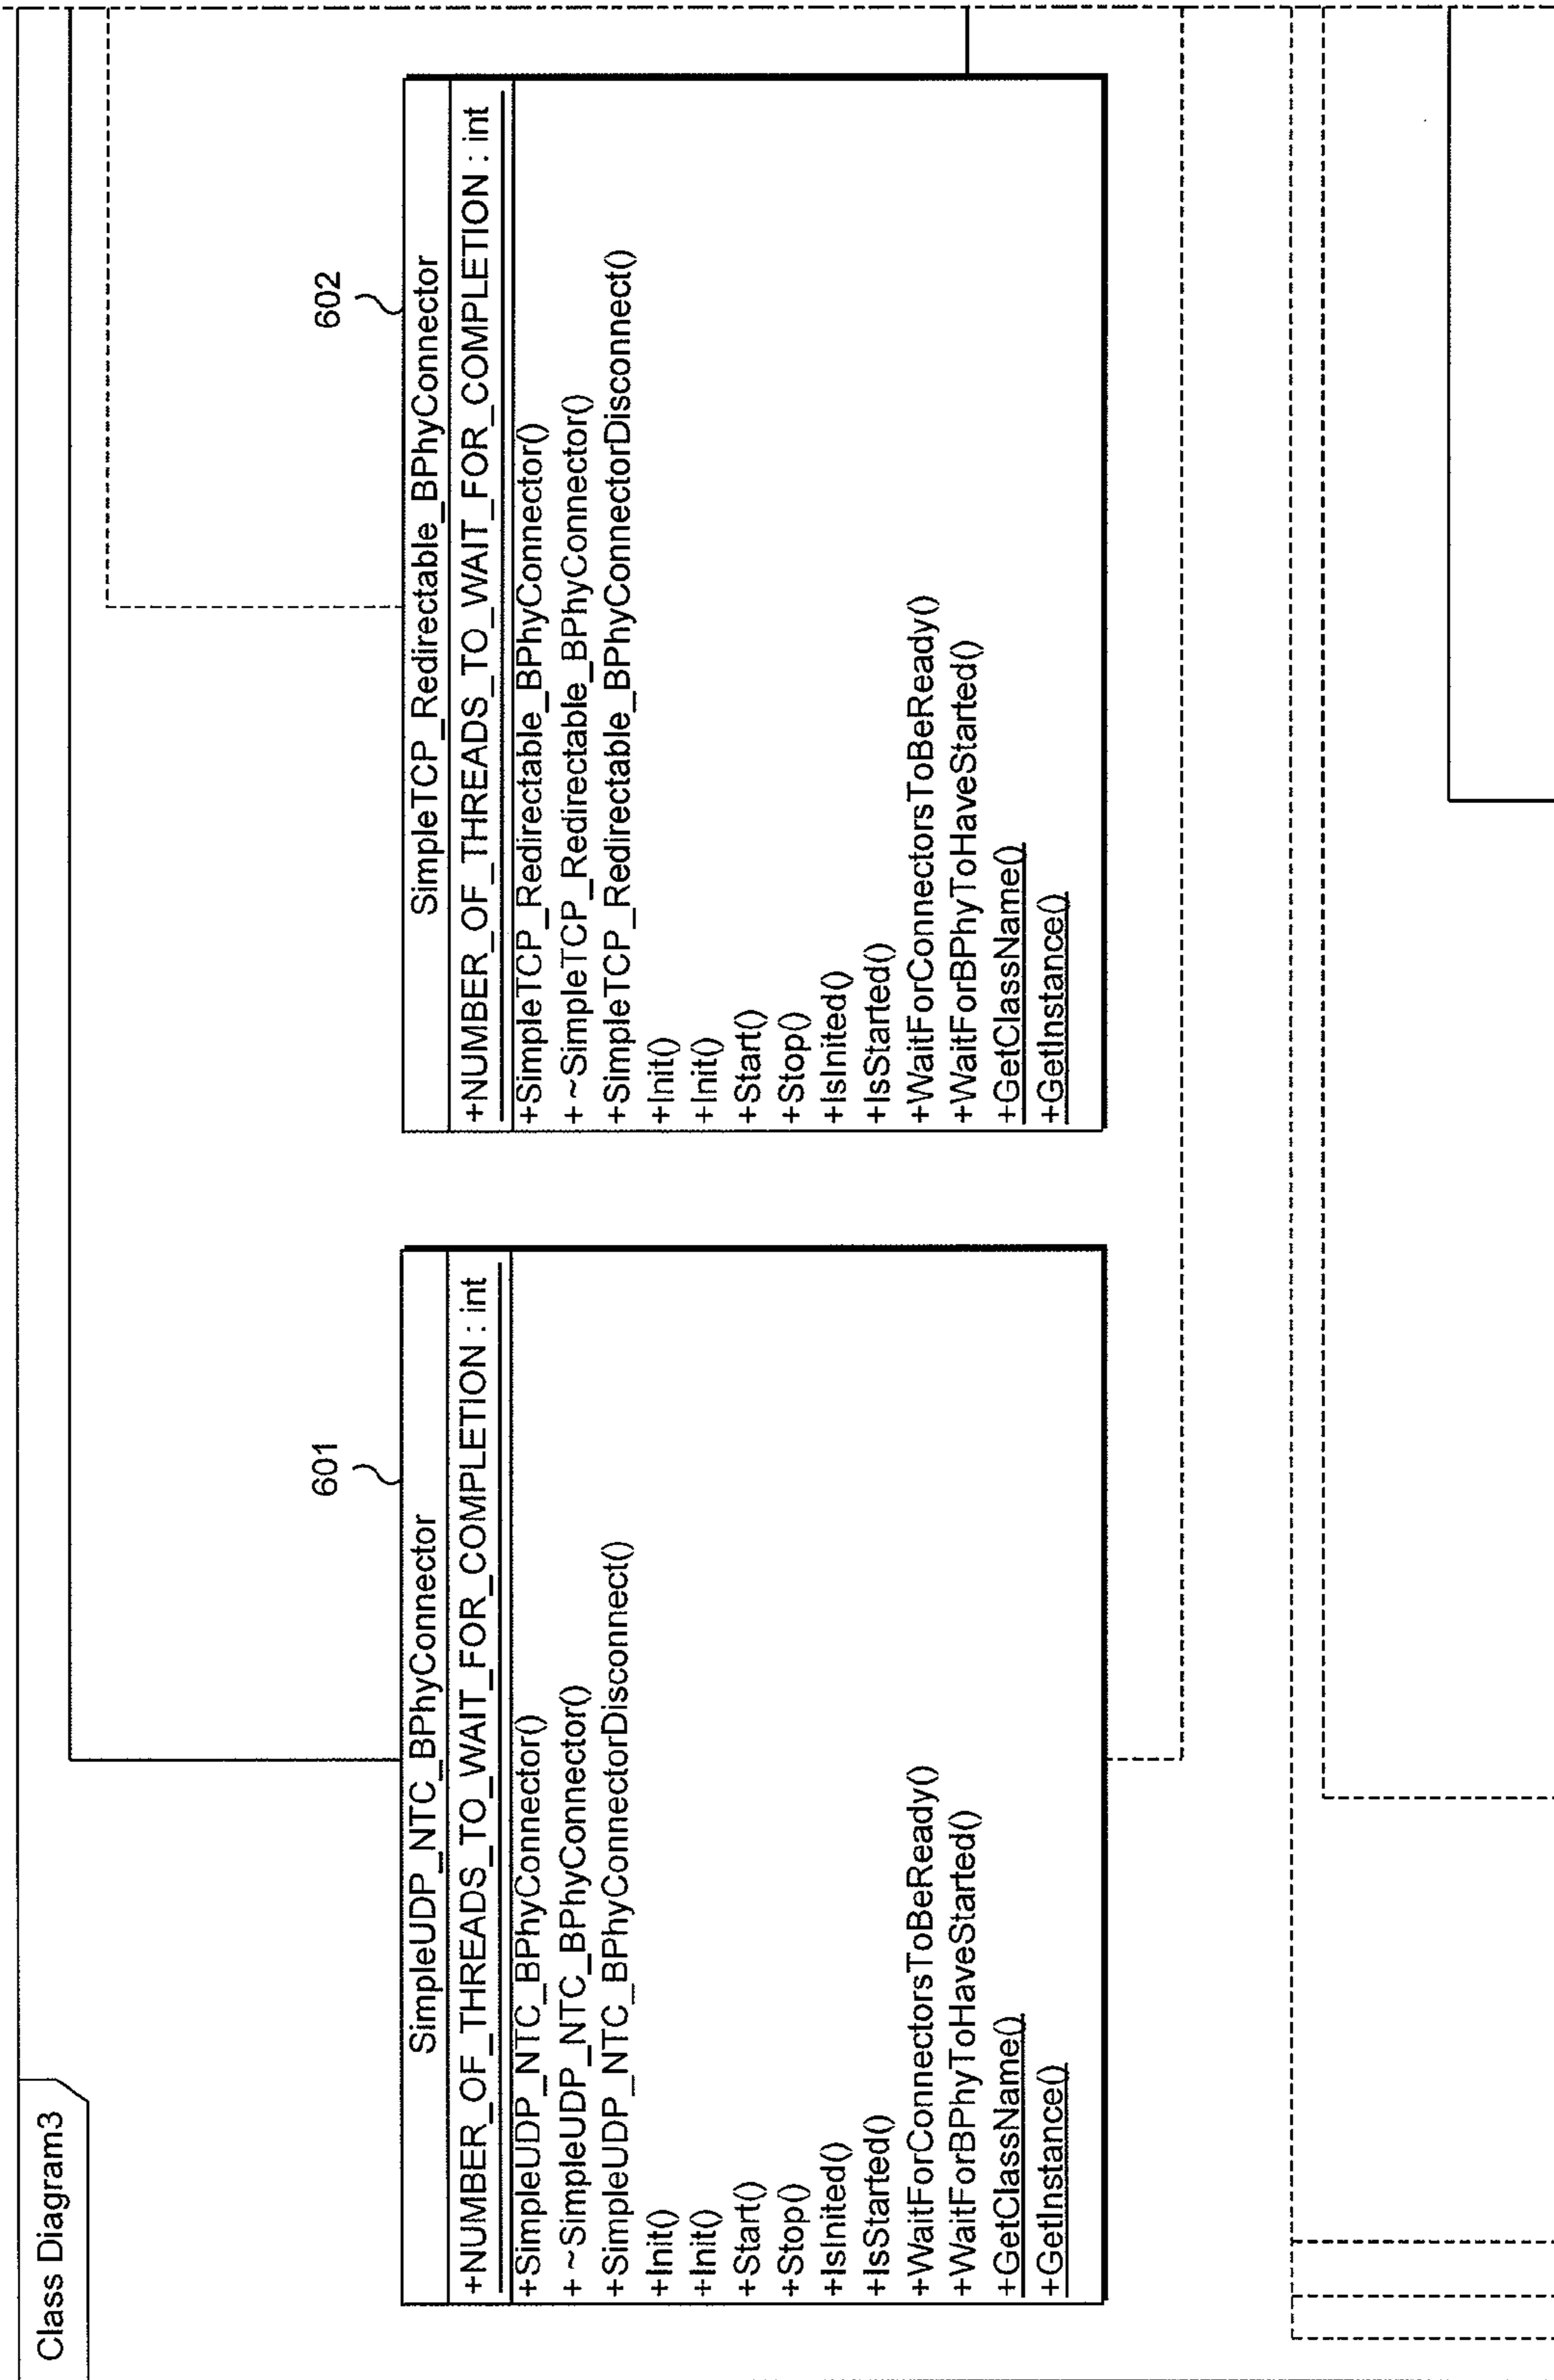 Class Diagram3
601
SimpleUDP_NTC_BPhyConnector
+NUMBER_OF_THREADS_TO_WAIT_FOR_COMPLETION : int
+SimpleUDP_NTC_BPhyConnector()
+ ~SimpleUDP_NTC_BPhyConnector()
+SimpleUDP_NTC_BPhyConnectorDisconnect()
+Init()
+Init()
+Start()
+Stop()
+IsInited()
+IsStarted()
+WaitForConnectorsToBeReady()
+WaitForBPhyToHaveStarted()
+GetClassName()
+GetInstance()
602
SimpleTCP_Redirectable_BPhyConnector
+NUMBER_OF_THREADS_TO_WAIT_FOR_COMPLETION : int
+SimpleTCP_Redirectable_BPhyConnector()
+ ~SimpleTCP_Redirectable_BPhyConnector()
+SimpleTCP_Redirectable_BPhyConnectorDisconnect()
+Init()
+Init()
+Start()
+Stop()
+IsInited()
+IsStarted()
+WaitForConnectorsToBeReady()
+WaitForBPhyToHaveStarted()
+GetClassName()
+GetInstance()